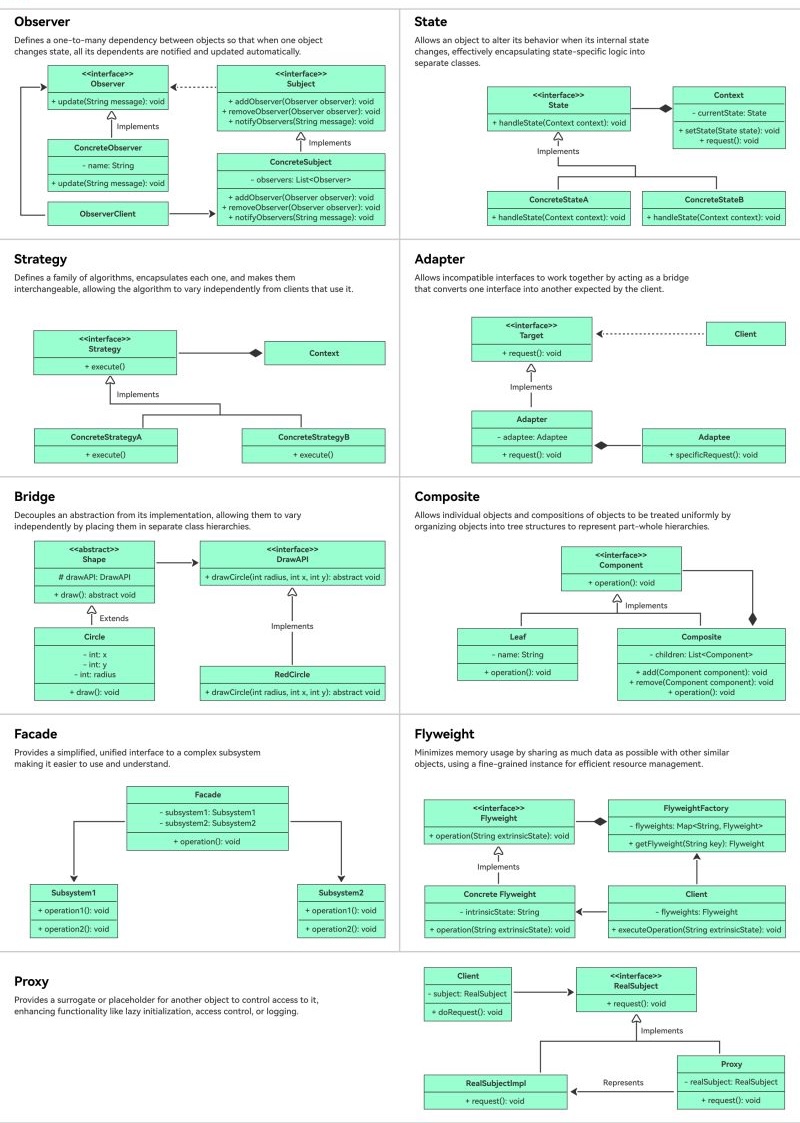 Observer
Defines a one-to-many dependency between objects so that when one object
changes state, all its dependents are notified and updated automatically.
<<interface>>
Observer
+ update(String message): void
Implements
ConcreteObserver
- name: String
+ update(String message): void
ObserverClient
<<interface>>
Subject
+ addObserver(Observer observer): void
+ removeObserver(Observer observer): void
+ notifyObservers(String message): void
Implements
ConcreteSubject
- observers: List<Observer>
+ addObserver(Observer observer): void
+ removeObserver(Observer observer): void
+ notifyObservers(String message): void
State
Allows an object to alter its behavior when its internal state
changes, effectively encapsulating state-specific logic into
separate classes.
<<interface>>
State
+ handleState(Context context): void
Context
- currentState: State
+ setState(State state): void
+ request(): void
Implements
ConcreteStateA
+ handleState(Context context): void
ConcreteStateB
+ handleState(Context context): void
Strategy
Defines a family of algorithms, encapsulates each one, and makes them
interchangeable, allowing the algorithm to vary independently from clients that use it.
<<interface>>
Strategy
+ execute()
Context
Implements
ConcreteStrategyA
+ execute()
ConcreteStrategyB
+ execute()
Adapter
Allows incompatible interfaces to work together by acting as a bridge
that converts one interface into another expected by the client.
<<interface>>
Target
+ request(): void
Client
Implements
Adapter
- adaptee: Adaptee
+ request(): void
Adaptee
+ specificRequest(): void
Bridge
Decouples an abstraction from its implementation, allowing them to vary
independently by placing them in separate class hierarchies.
<<abstract>>
Shape
# drawAPI: DrawAPI
+ draw(): abstract void
Extends
Circle
- int: x
- int: y
- int: radius
+ draw(): void
<<interface>>
DrawAPI
+ drawCircle(int radius, int x, int y): abstract void
Implements
RedCircle
+ drawCircle(int radius, int x, int y): abstract void
Composite
Allows individual objects and compositions of objects to be treated uniformly by
organizing objects into tree structures to represent part-whole hierarchies.
<<interface>>
Component
+ operation(): void
Implements
Leaf
- name: String
+ operation(): void
Composite
- children: List<Component>
+ add(Component component): void
+ remove(Component component): void
+ operation(): void
Facade
Provides a simplified, unified interface to a complex subsystem
making it easier to use and understand.
Facade
- subsystem1: Subsystem1
- subsystem2: Subsystem2
+ operation(): void
Subsystem1
+ operation1(): void
+ operation2(): void
Subsystem2
+ operation1(): void
+ operation2(): void
Flyweight
Minimizes memory usage by sharing as much data as possible with other similar
objects, using a fine-grained instance for efficient resource management.
<<interface>>
Flyweight
+ operation(String extrinsicState): void
FlyweightFactory
- flyweights: Map<String, Flyweight>
+ getFlyweight(String key): Flyweight
Implements
Concrete Flyweight
- intrinsicState: String
+ operation(String extrinsicState): void
Client
- flyweights: Flyweight
+ executeOperation(String extrinsicState): void
Proxy
Provides a surrogate or placeholder for another object to control access to it,
enhancing functionality like lazy initialization, access control, or logging.
Client
- subject: RealSubject
+ doRequest(): void
<<interface>>
RealSubject
+ request(): void
Implements
RealSubjectImpl
+ request(): void
Represents
Proxy
- realSubject: RealSubject
+ request(): void